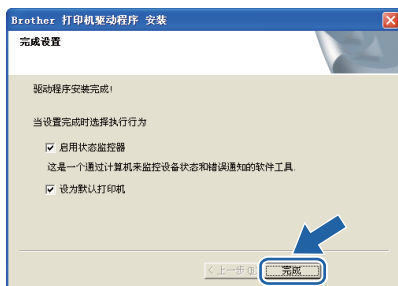 Brother 打印机驱动程序 安装
完成设置
驱动程序安装完成!
当设置完成时选择执行行为
启用状态监控器
这是一个通过计算机来监控设备状态和错误通知的软件工具.
设为默认打印机
< 上一步(B) 完成